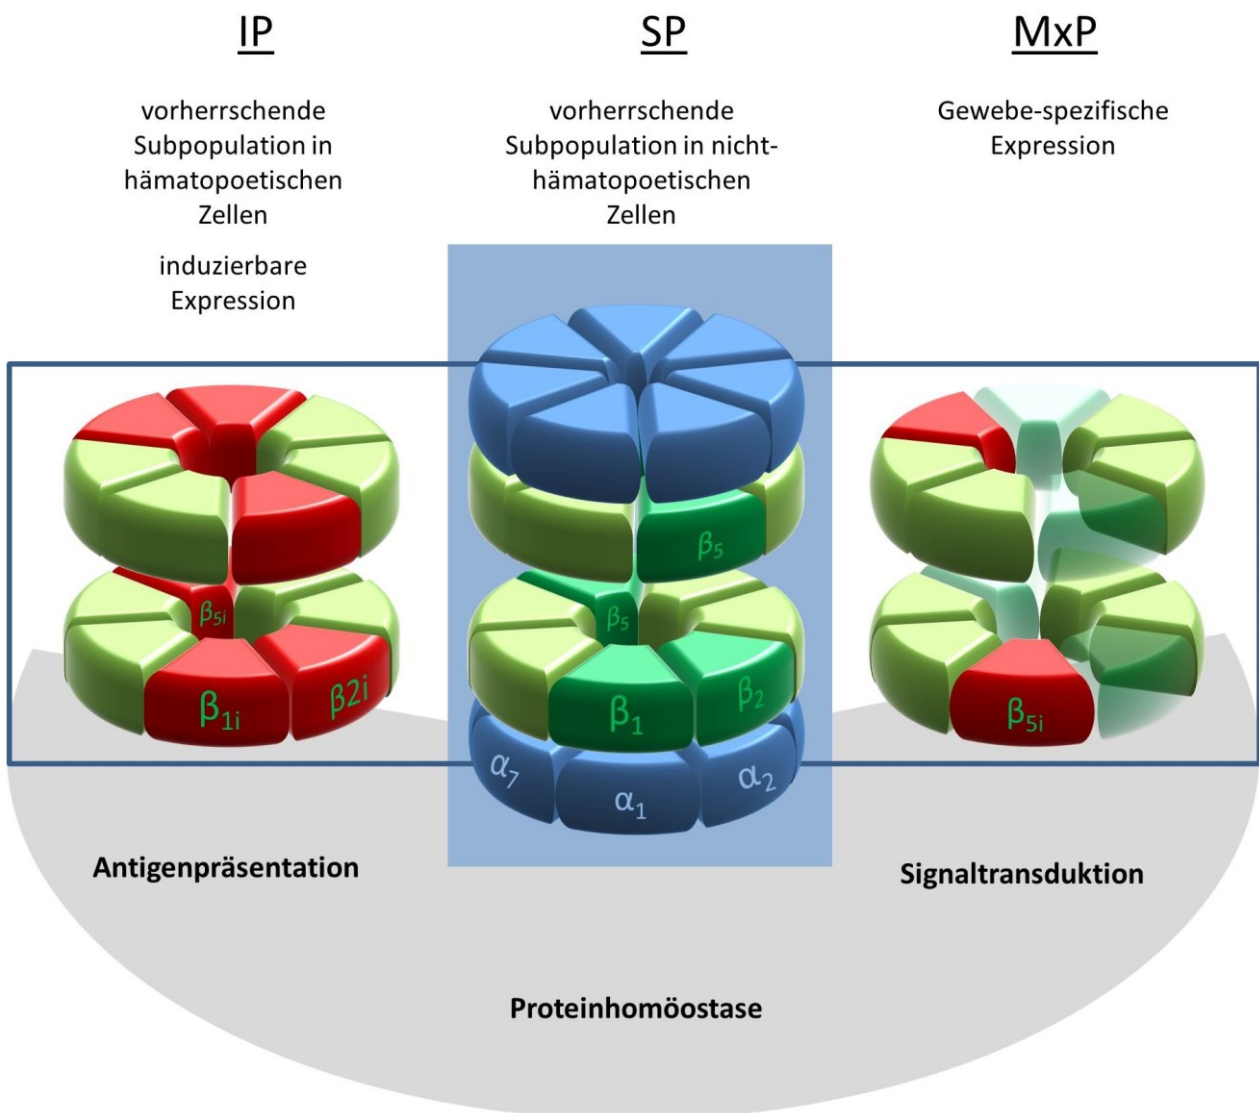 IP
vorherrschende
Subpopulation in
hämatopoetischen
Zellen
induzierbare
Expression
SP
vorherrschende
Subpopulation in nicht-
hämatopoetischen
Zellen
MxP
Gewebe-spezifische
Expression
β5i
β1i
β2i
β5
β5
β1
β2
α7
α1
α2
β5i
Antigenpräsentation
Signaltransduktion
Proteinhomöostase